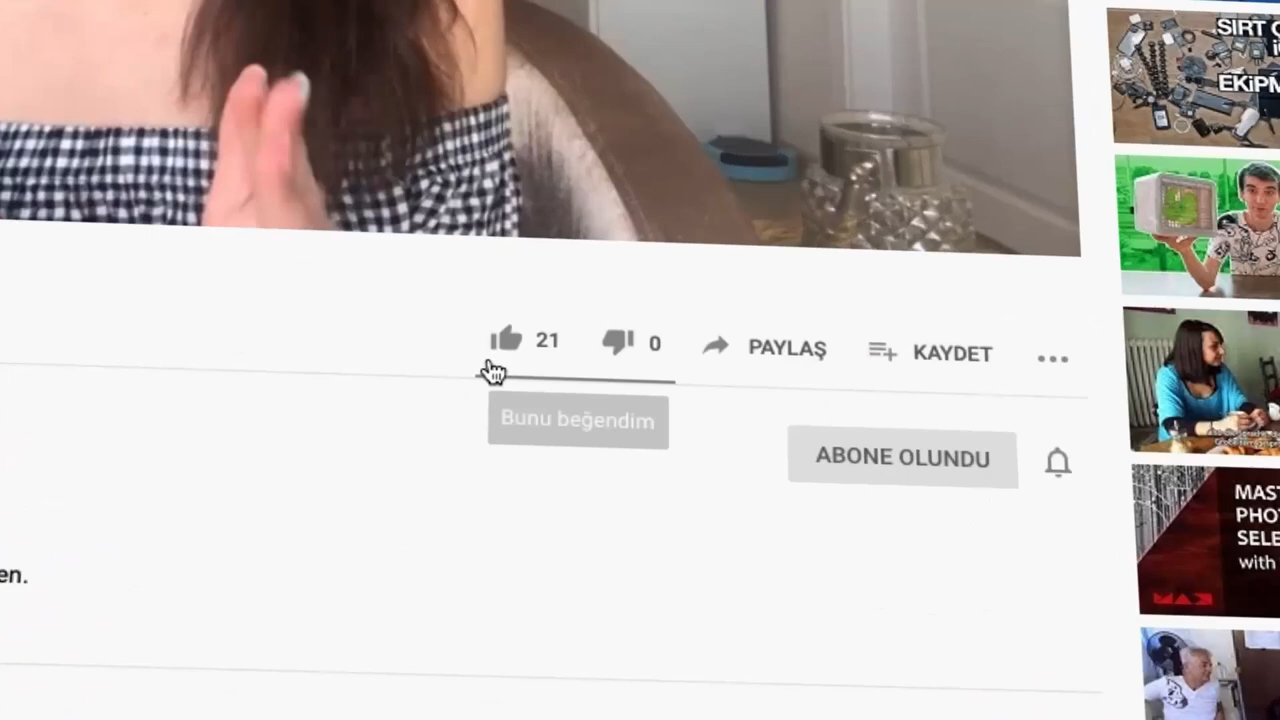 SIRT
EKİPM
21
0
PAYLAŞ
KAYDET
Bunu beğendim
ABONE OLUNDU
MAST
PHOT
SELE
with
en.